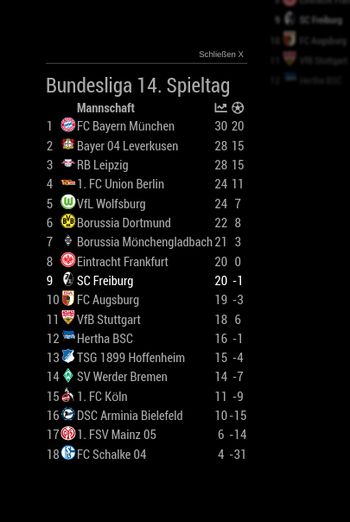 Schließen X
Bundesliga 14. Spieltag
Mannschaft
1 FC Bayern München 30 20
2 Bayer 04 Leverkusen 28 15
3 RB Leipzig 28 15
4 1. FC Union Berlin 24 11
5 VfL Wolfsburg 24 7
6 Borussia Dortmund 22 8
7 Borussia Mönchengladbach 21 3
8 Eintracht Frankfurt 20 0
9 SC Freiburg 20 -1
10 FC Augsburg 19 -3
11 VfB Stuttgart 18 6
12 Hertha BSC 16 -1
13 TSG 1899 Hoffenheim 15 -4
14 SV Werder Bremen 14 -7
15 1. FC Köln 11 -9
16 DSC Arminia Bielefeld 10 -15
17 1. FSV Mainz 05 6 -14
18 FC Schalke 04 4 -31
9 SC Freiburg
10 FC Augsburg
11 VfB Stuttgart
12 Hertha BSC